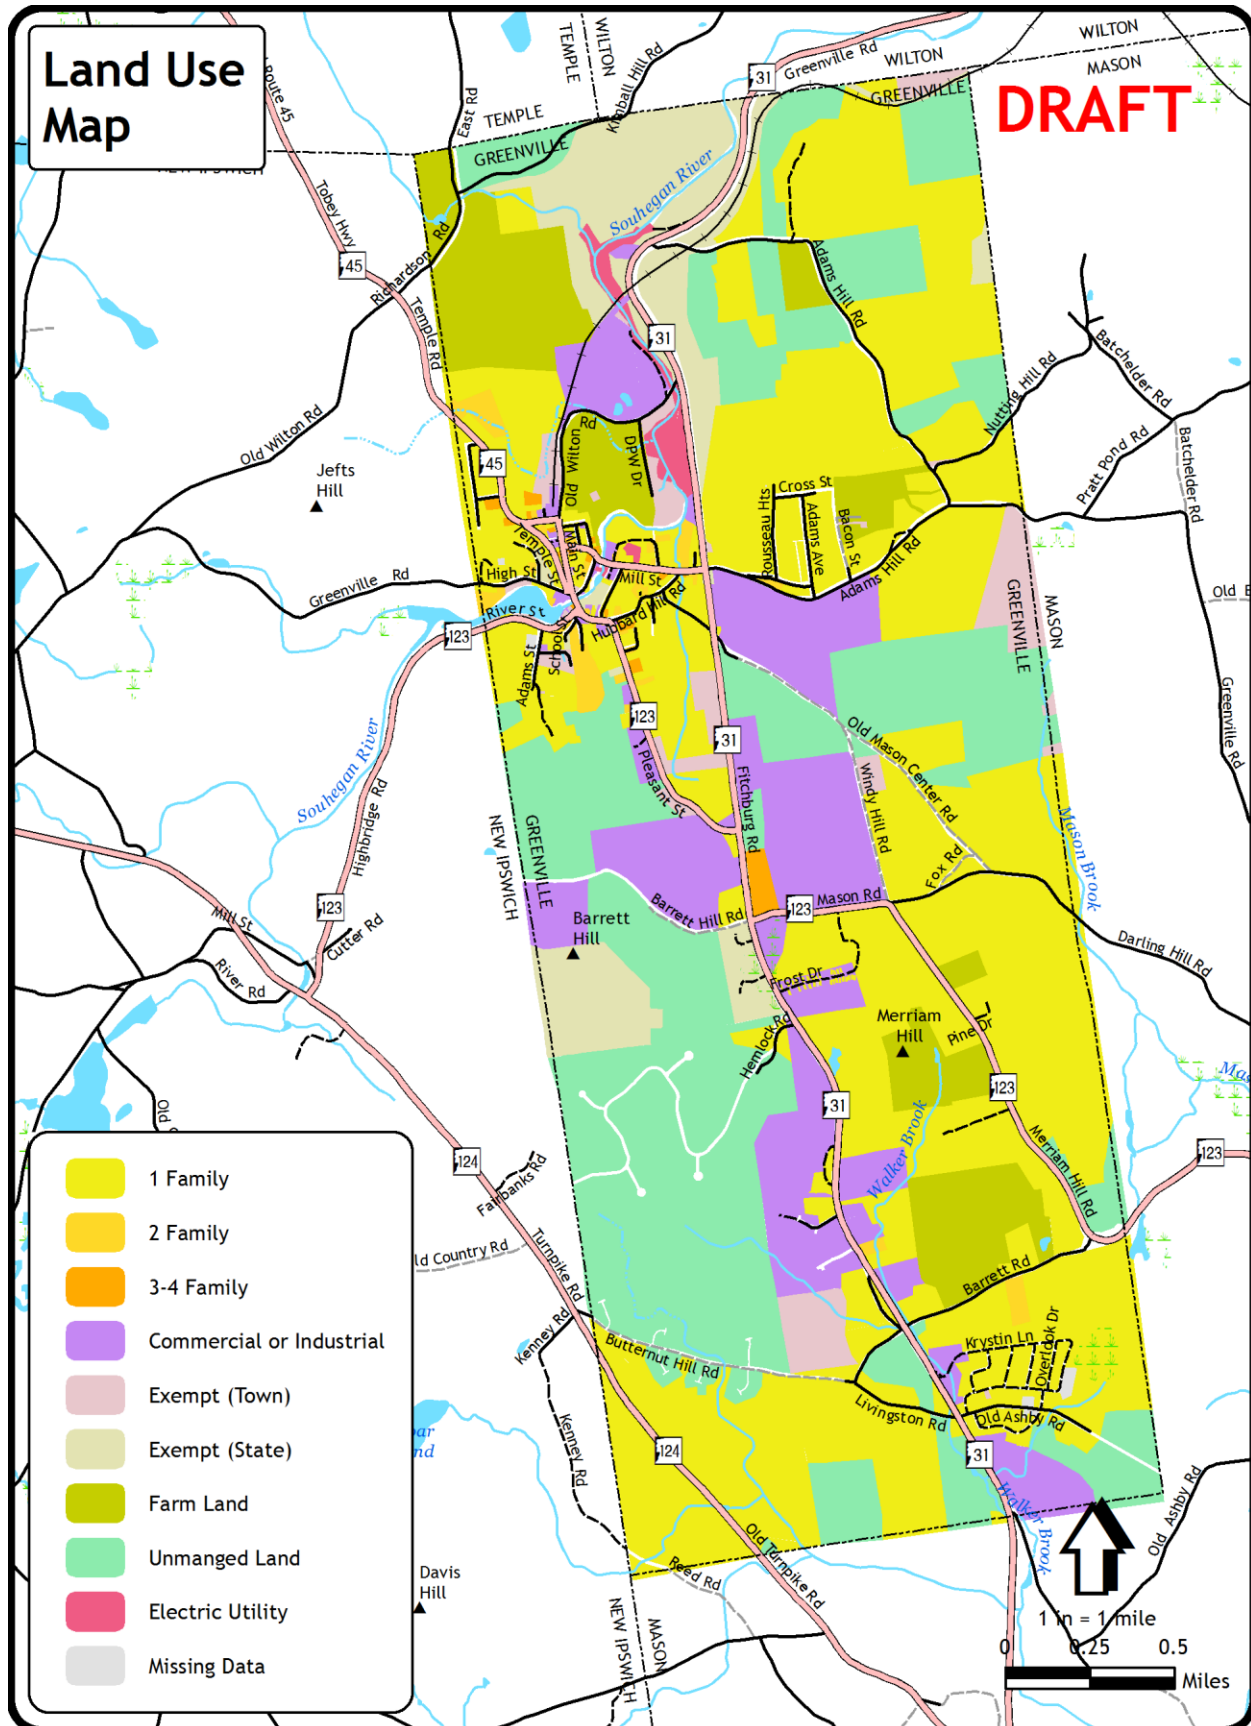 Land Use
Map
DRAFT
Route 45
East Rd
TEMPLE
WILTON
Kimball Hill Rd
31
Greenville Rd
WILTON
WILTON
MASON
TEMPLE
GREENVILLE
GREENVILLE
Tobey Hwy
45
Richardson Rd
Temple Rd
Souhegan River
Adams Hill Rd
31
Old Wilton Rd
Jefts
Hill
45
Old Wilton Rd
DPW Dr
Nutting Hill Rd
Batchelder Rd
Pratt Pond Rd
Batchelder Rd
Cross St
Rousseau Hts
Adams Ave
Bacon St
Adams Hill Rd
Temple St
Main St
High St
Mill St
Greenville Rd
River St
Hubbard Hill Rd
School St
Adams St
123
GREENVILLE
MASON
Greenville Rd
Souhegan River
Highbridge Rd
123
31
Pleasant St
Fitchburg Rd
Old Mason Center Rd
Windy Hill Rd
Fox Rd
Mason Brook
GREENVILLE
NEW IPSWICH
Mill St
123
Cutter Rd
River Rd
Barrett
Hill
Barrett Hill Rd
123
Mason Rd
Darling Hill Rd
Frost Dr
Hemlock Rd
Merriam
Hill
Pine Dr
31
123
Walker Brook
Merriam Hill Rd
123
124
Fairbanks Rd
Turnpike Rd
Kenney Rd
Butternut Hill Rd
Barrett Rd
Krystin Ln
Overlook Dr
Livingston Rd
Old Ashby Rd
Kenney Rd
124
31
Walker Brook
Old Ashby Rd
Old Turnpike Rd
Reed Rd
Davis
Hill
NEW IPSWICH
MASON
1 Family
2 Family
3-4 Family
Commercial or Industrial
Exempt (Town)
Exempt (State)
Farm Land
Unmanged Land
Electric Utility
Missing Data
1 in = 1 mile
0 0.25 0.5
Miles